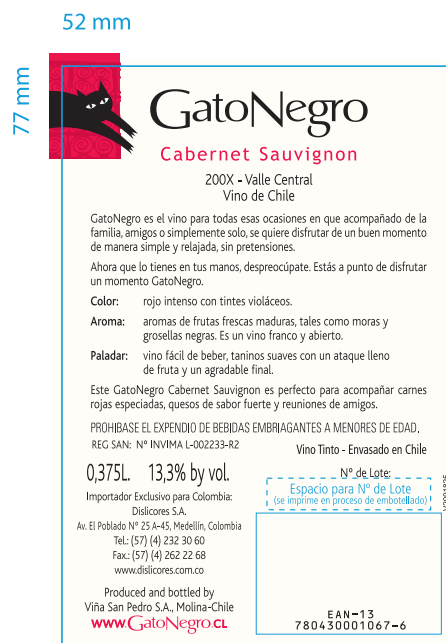 52 mm
77 mm
GatoNegro
Cabernet Sauvignon
200X - Valle Central
Vino de Chile
GatoNegro es el vino para todas esas ocasiones en que acompañado de la
familia, amigos o simplemente solo, se quiere disfrutar de un buen momento
de manera simple y relajada, sin pretensiones.
Ahora que lo tienes en tus manos, despreocúpate. Estás a punto de disfrutar
un momento GatoNegro.
Color: rojo intenso con tintes violáceos.
Aroma: aromas de frutas frescas maduras, tales como moras y
grosellas negras. Es un vino franco y abierto.
Paladar: vino fácil de beber, taninos suaves con un ataque lleno
de fruta y un agradable final.
Este GatoNegro Cabernet Sauvignon es perfecto para acompañar carnes
rojas especiadas, quesos de sabor fuerte y reuniones de amigos.
PROHIBASE EL EXPENDIO DE BEBIDAS EMBRIAGANTES A MENORES DE EDAD.
REG SAN: Nº INVIMA L-002233-R2
Vino Tinto - Envasado en Chile
0,375L. 13,3% by vol.
Nº de Lote:
Espacio para Nº de Lote
(se imprime en proceso de embotellado)
Importador Exclusivo para Colombia:
Dislicores S.A.
Av. El Poblado Nº 25 A-45, Medellín, Colombia
Tel.: (57) (4) 232 30 60
Fax.: (57) (4) 262 22 68
www.dislicores.com.co
Produced and bottled by
Viña San Pedro S.A., Molina-Chile
www.GatoNegro.CL
EAN-13
780430001067-6